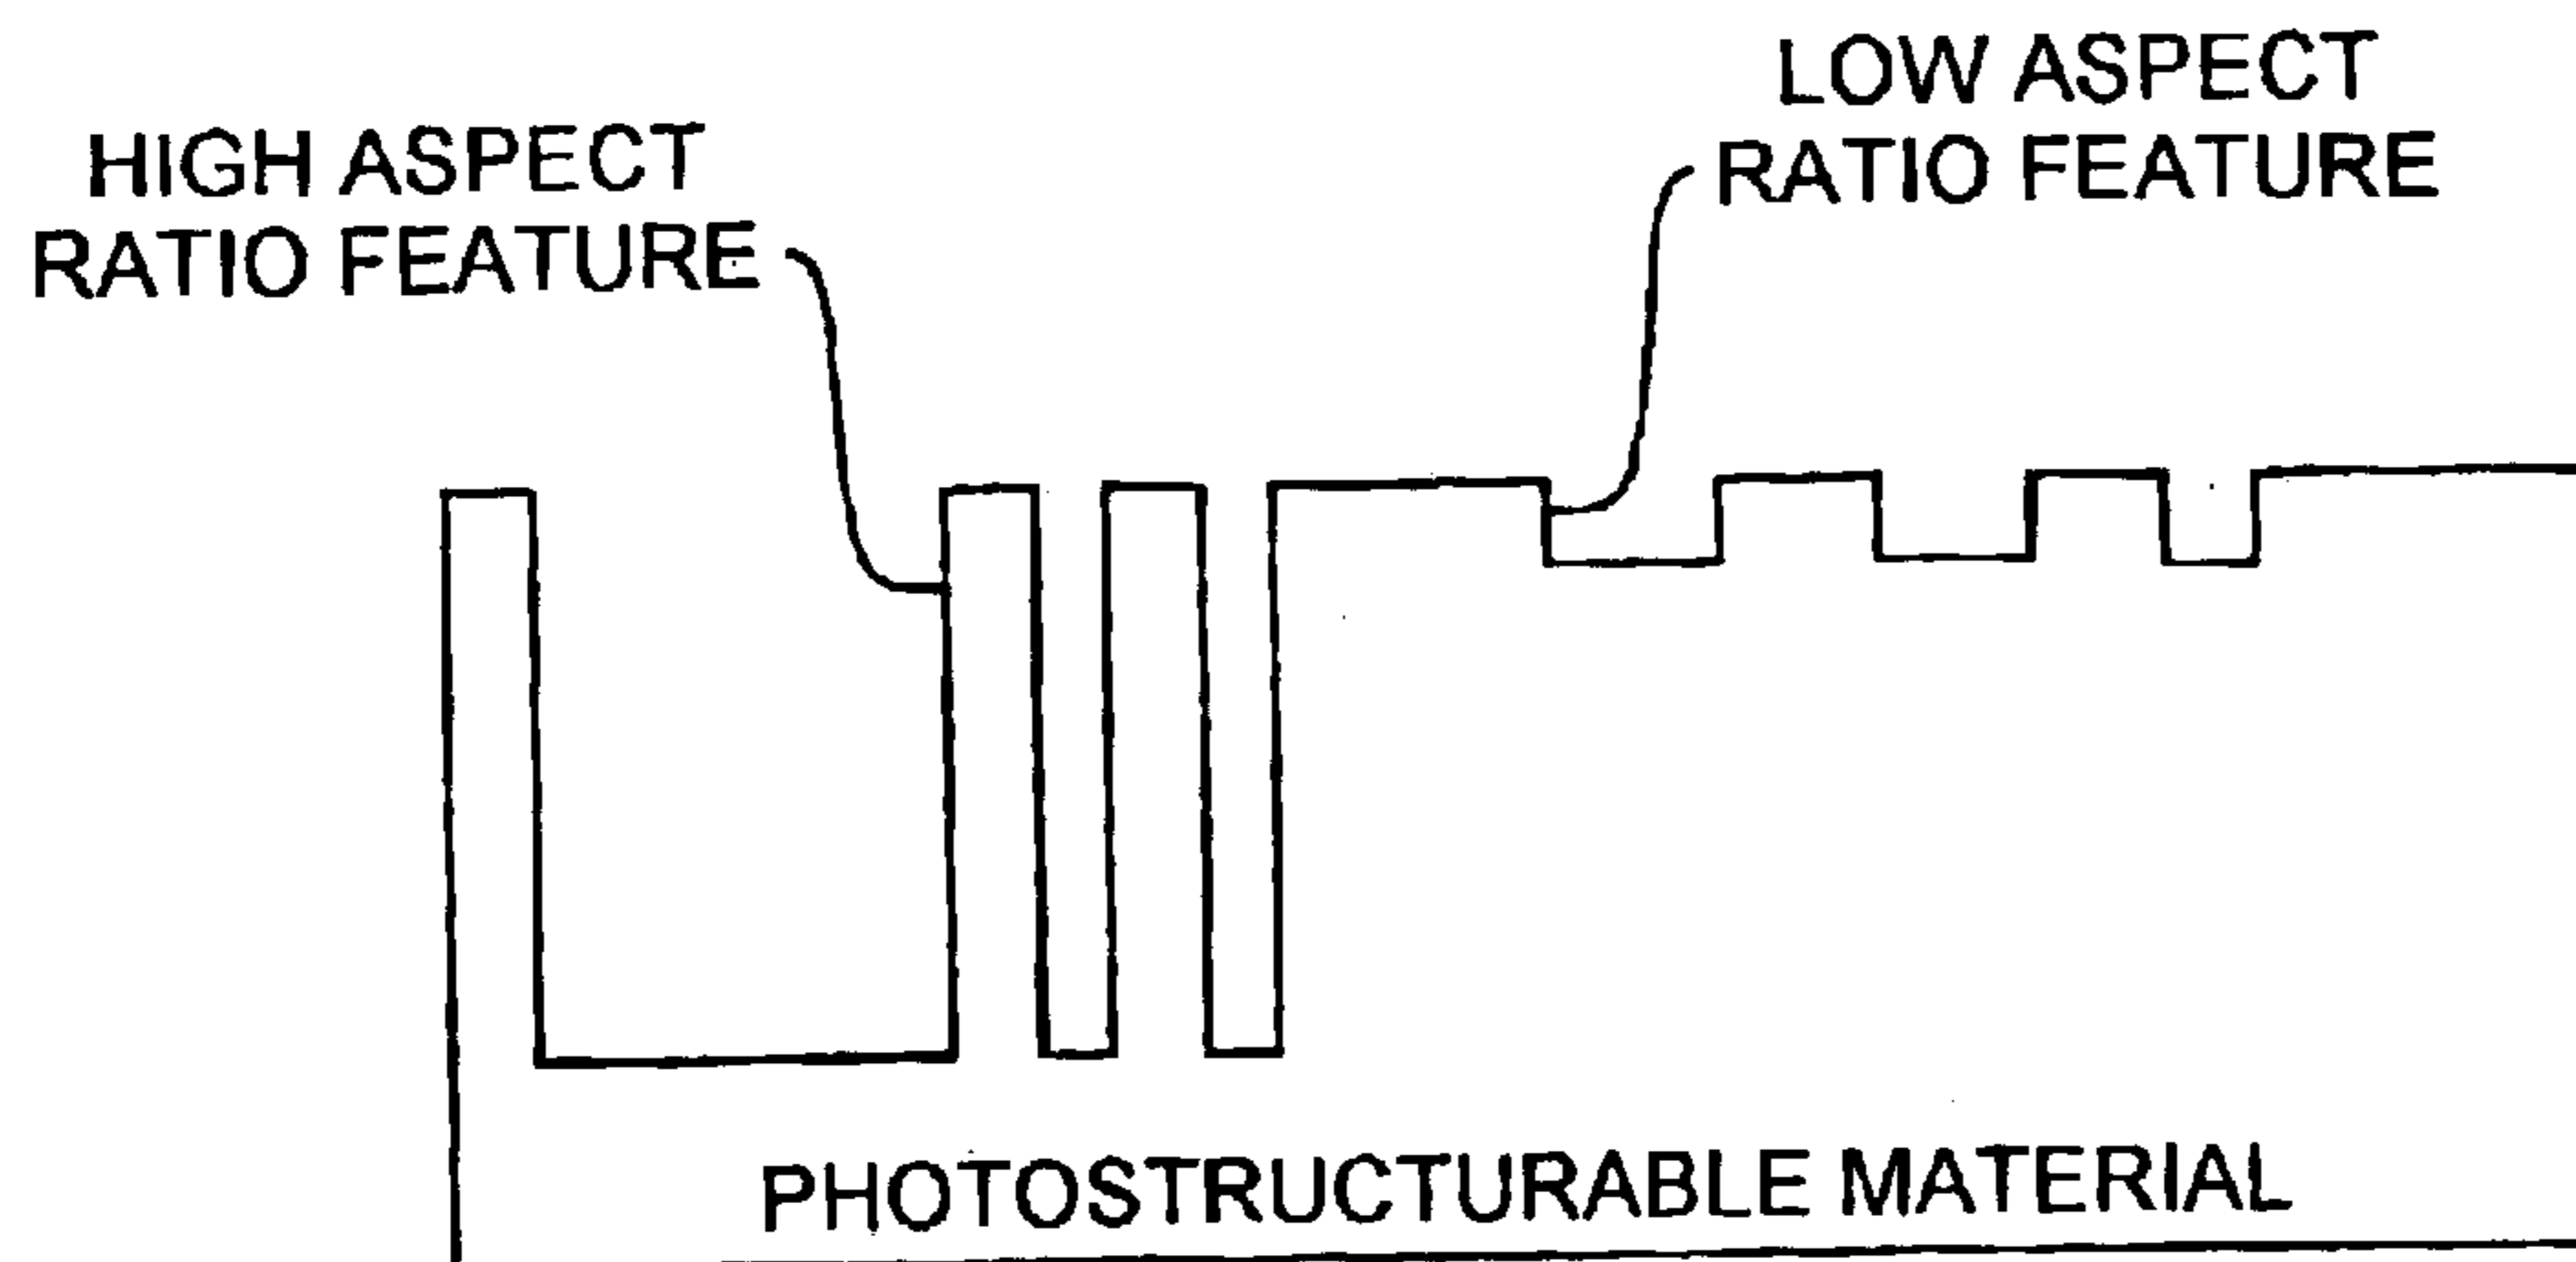 HIGH ASPECT
RATIO FEATURE
LOW ASPECT
RATIO FEATURE
PHOTOSTRUCTURABLE MATERIAL